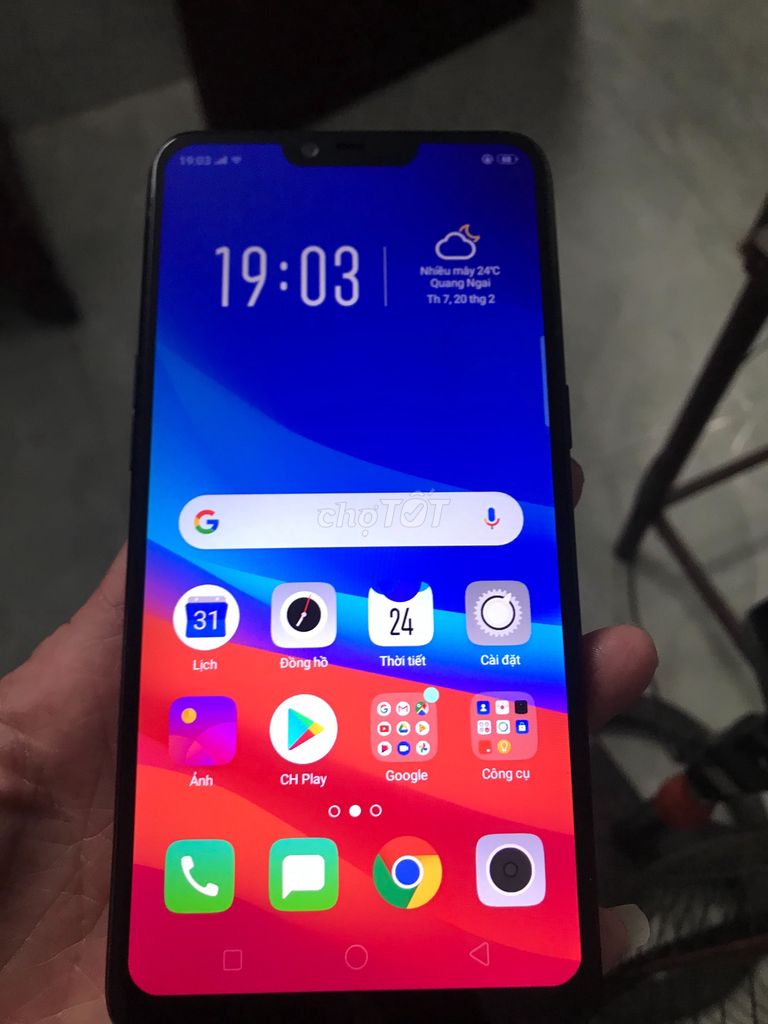 19:03
19:03
Nhiều mây 24°C
Quang Ngai
Th 7, 20 thg 2
G
chợTỐT
31
24
Lịch
Đồng hồ
Thời tiết
Cài đặt
Ảnh
CH Play
Google
Công cụ